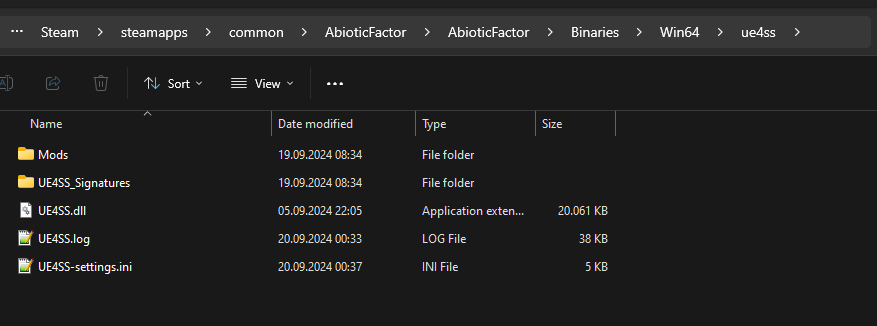 ··· Steam > steamapps > common > AbioticFactor > AbioticFactor > Binaries > Win64 > ue4ss >
Sort View ···
Name Date modified Type Size
Mods 19.09.2024 08:34 File folder
UE4SS_Signatures 19.09.2024 08:34 File folder
UE4SS.dll 05.09.2024 22:05 Application exten... 20.061 KB
UE4SS.log 20.09.2024 00:33 LOG File 38 KB
UE4SS-settings.ini 20.09.2024 00:37 INI File 5 KB